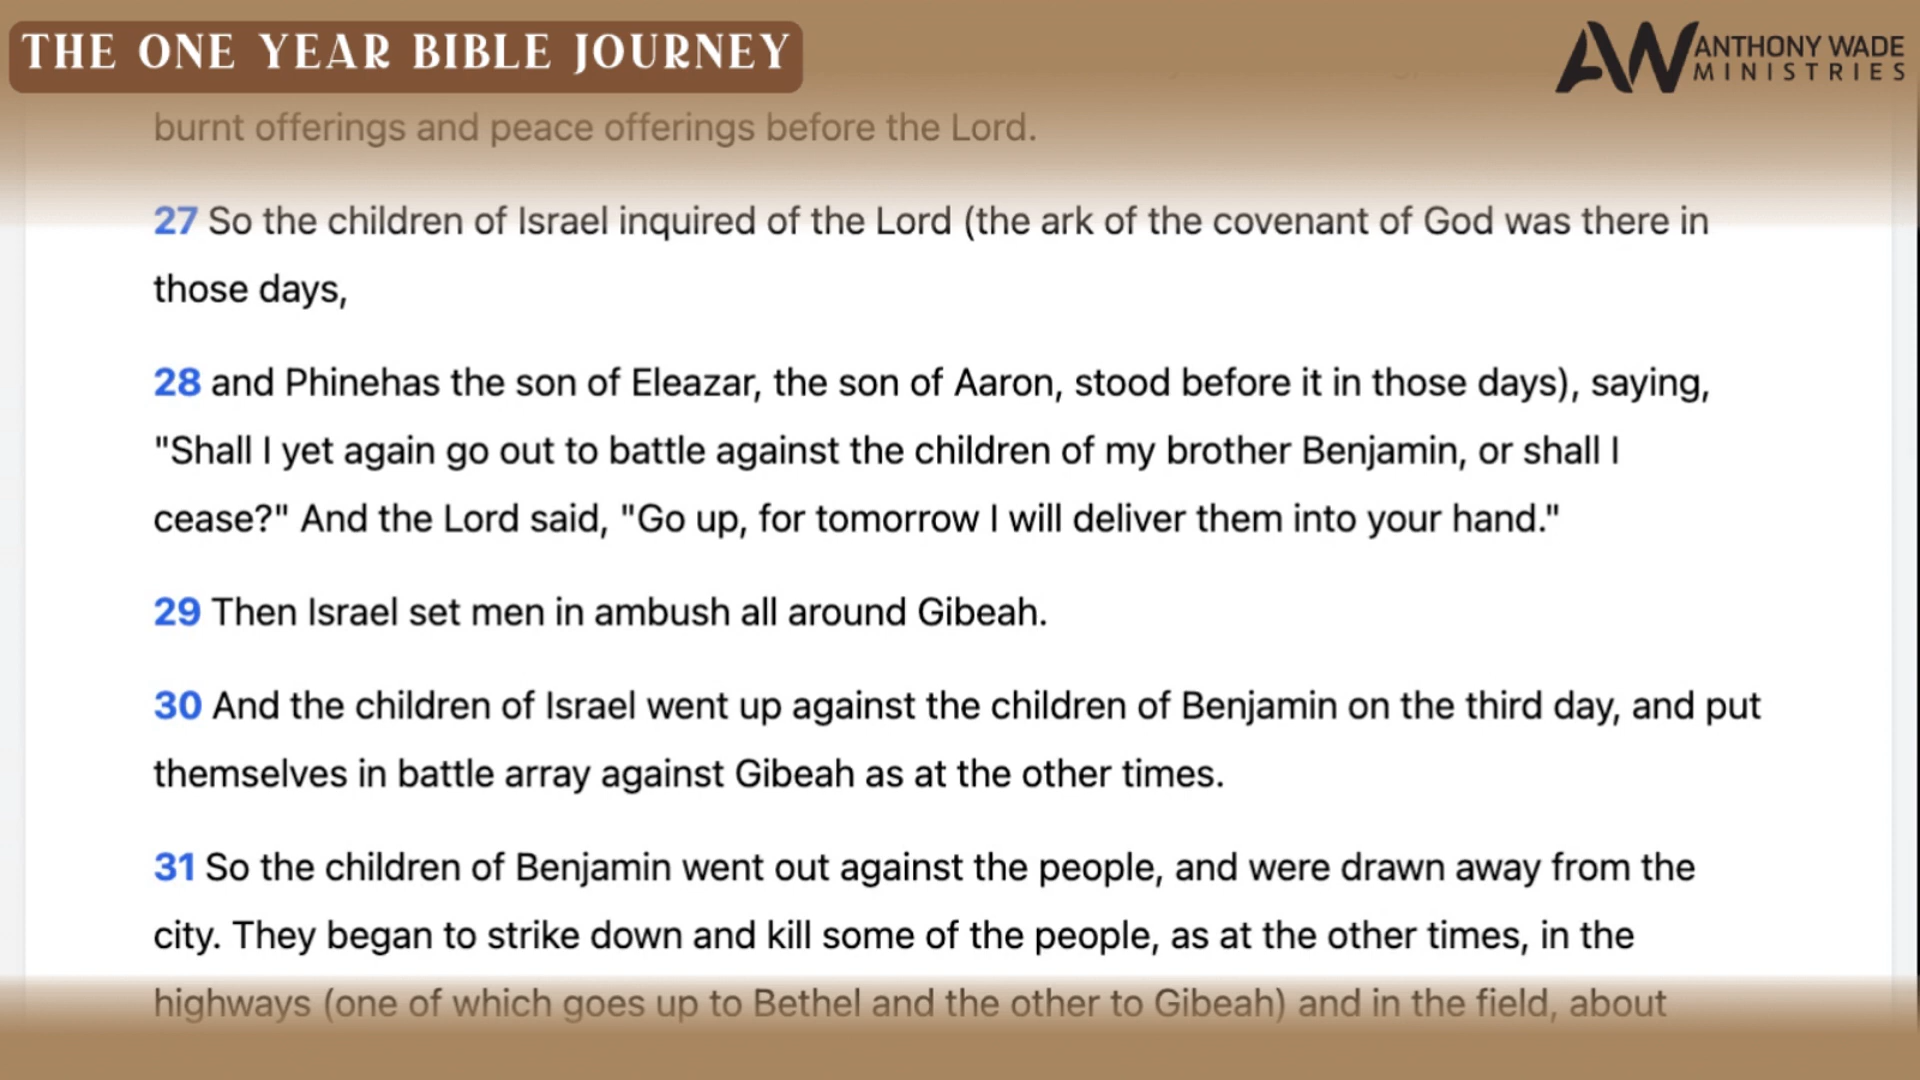 THE ONE YEAR BIBLE JOURNEY
AW ANTHONY WADE
MINISTRIES
burnt offerings and peace offerings before the Lord.
27 So the children of Israel inquired of the Lord (the ark of the covenant of God was there in
those days,
28 and Phinehas the son of Eleazar, the son of Aaron, stood before it in those days), saying,
"Shall I yet again go out to battle against the children of my brother Benjamin, or shall I
cease?" And the Lord said, "Go up, for tomorrow I will deliver them into your hand."
29 Then Israel set men in ambush all around Gibeah.
30 And the children of Israel went up against the children of Benjamin on the third day, and put
themselves in battle array against Gibeah as at the other times.
31 So the children of Benjamin went out against the people, and were drawn away from the
city. They began to strike down and kill some of the people, as at the other times, in the
highways (one of which goes up to Bethel and the other to Gibeah) and in the field, about